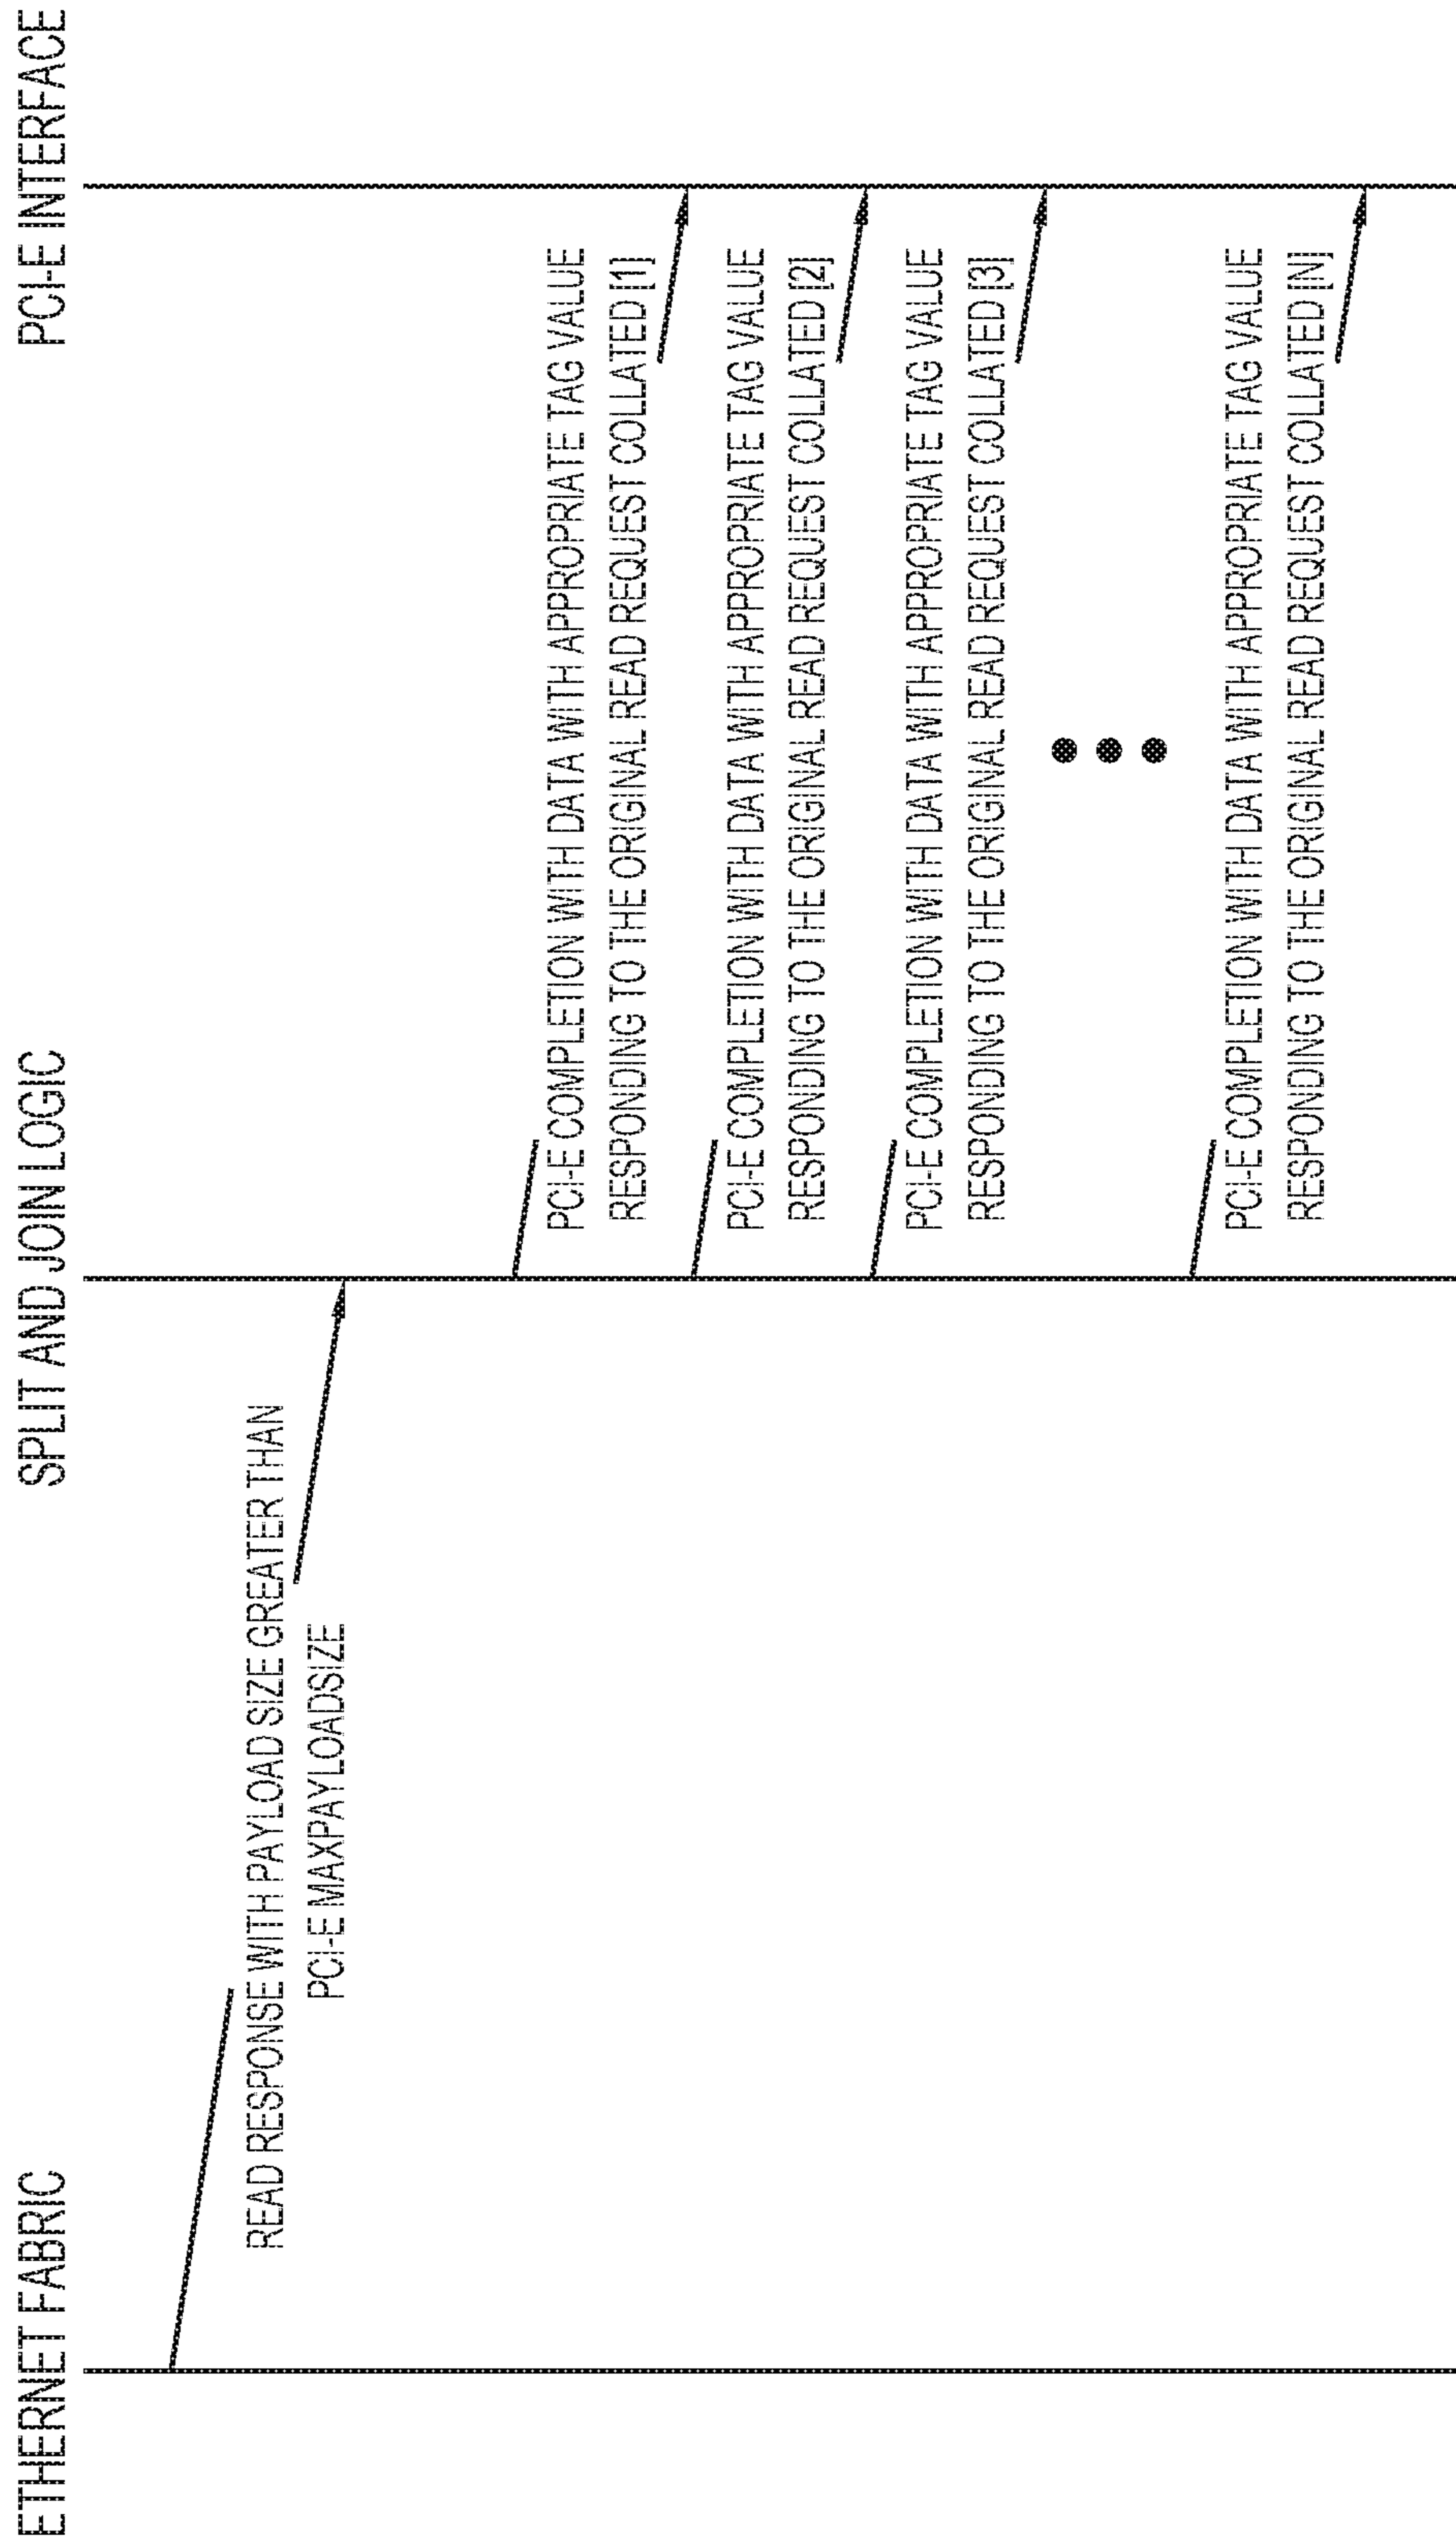 ETHERNET FABRIC
SPLIT AND JOIN LOGIC
PCI-E INTERFACE
READ RESPONSE WITH PAYLOAD SIZE GREATER THAN
PCI-E MAXPAYLOADSIZE
PCI-E COMPLETION WITH DATA WITH APPROPRIATE TAG VALUE
RESPONDING TO THE ORIGINAL READ REQUEST COLLATED [1]
PCI-E COMPLETION WITH DATA WITH APPROPRIATE TAG VALUE
RESPONDING TO THE ORIGINAL READ REQUEST COLLATED [2]
PCI-E COMPLETION WITH DATA WITH APPROPRIATE TAG VALUE
RESPONDING TO THE ORIGINAL READ REQUEST COLLATED [3]
PCI-E COMPLETION WITH DATA WITH APPROPRIATE TAG VALUE
RESPONDING TO THE ORIGINAL READ REQUEST COLLATED [N]